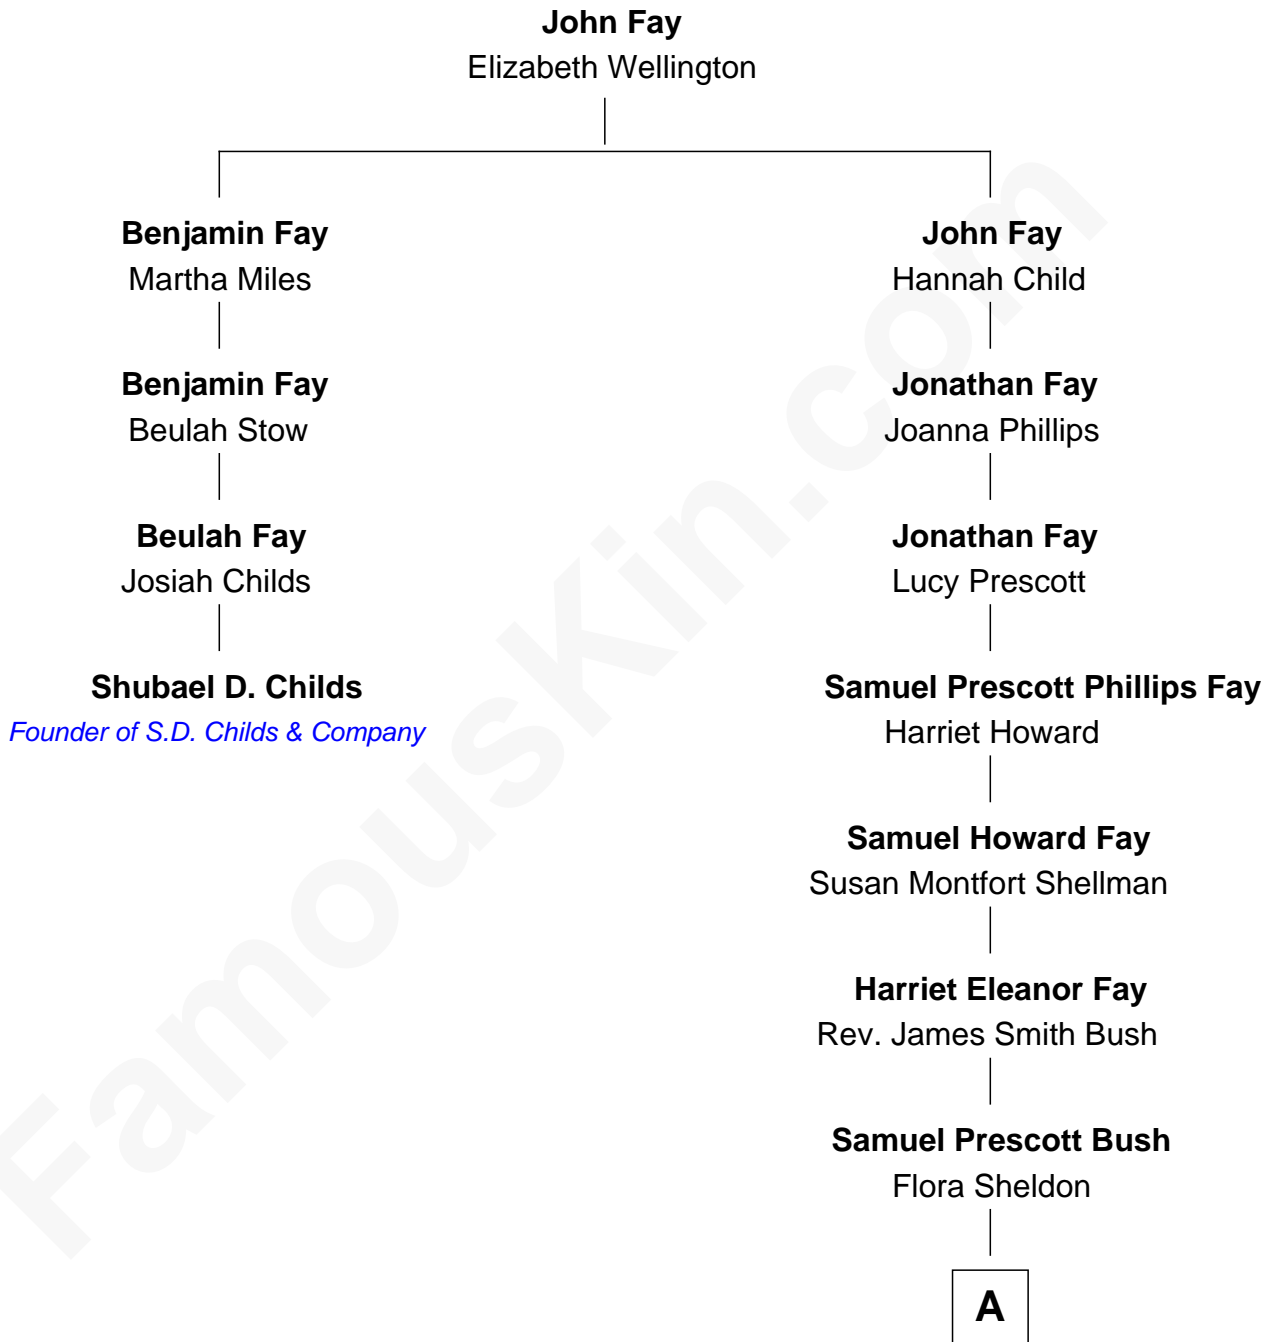 John Fay
Elizabeth Wellington
Benjamin Fay
Martha Miles
John Fay
Hannah Child
Benjamin Fay
Beulah Stow
Jonathan Fay
Joanna Phillips
Beulah Fay
Josiah Childs
Jonathan Fay
Lucy Prescott
Shubael D. Childs
Founder of S.D. Childs & Company
Samuel Prescott Phillips Fay
Harriet Howard
Samuel Howard Fay
Susan Montfort Shellman
Harriet Eleanor Fay
Rev. James Smith Bush
Samuel Prescott Bush
Flora Sheldon
A
FamousKin.com